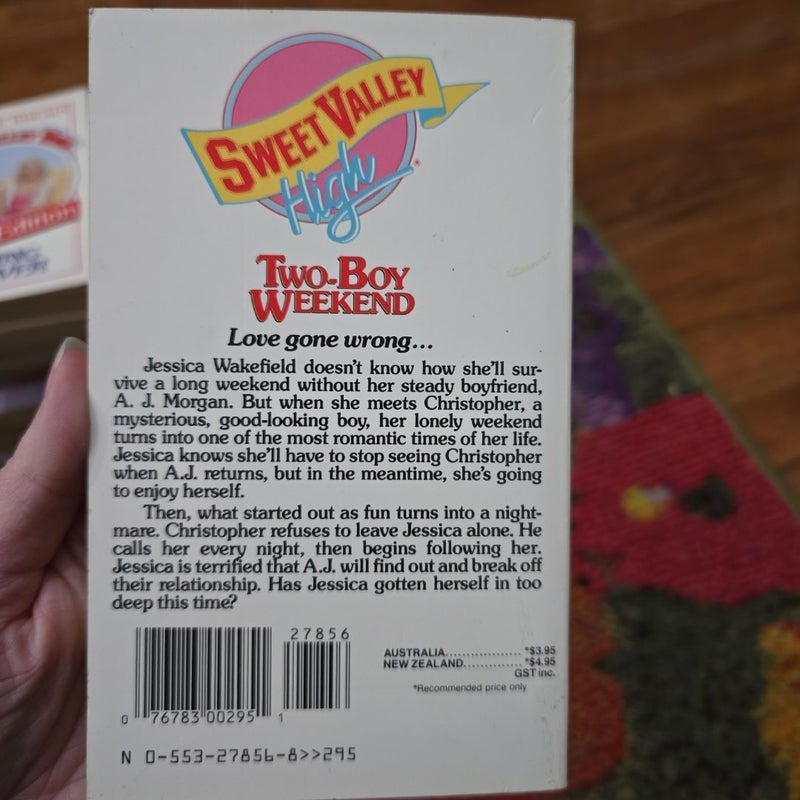 SWEET VALLEY
High
TWO-BOY
WEEKEND
Love gone wrong...
Jessica Wakefield doesn't know how she'll sur-
vive a long weekend without her steady boyfriend,
A. J. Morgan. But when she meets Christopher, a
mysterious, good-looking boy, her lonely weekend
turns into one of the most romantic times of her life.
Jessica knows she'll have to stop seeing Christopher
when A.J. returns, but in the meantime, she's going
to enjoy herself.
Then, what started out as fun turns into a night-
mare. Christopher refuses to leave Jessica alone. He
calls her every night, then begins following her.
Jessica is terrified that A.J. will find out and break off
their relationship. Has Jessica gotten herself in too
deep this time?
27856
0 76783 00295 1
AUSTRALIA.................. *$3.95
NEW ZEALAND............. *$4.95
GST inc.
*Recommended price only
N 0-553-27856-8>>295
Edition